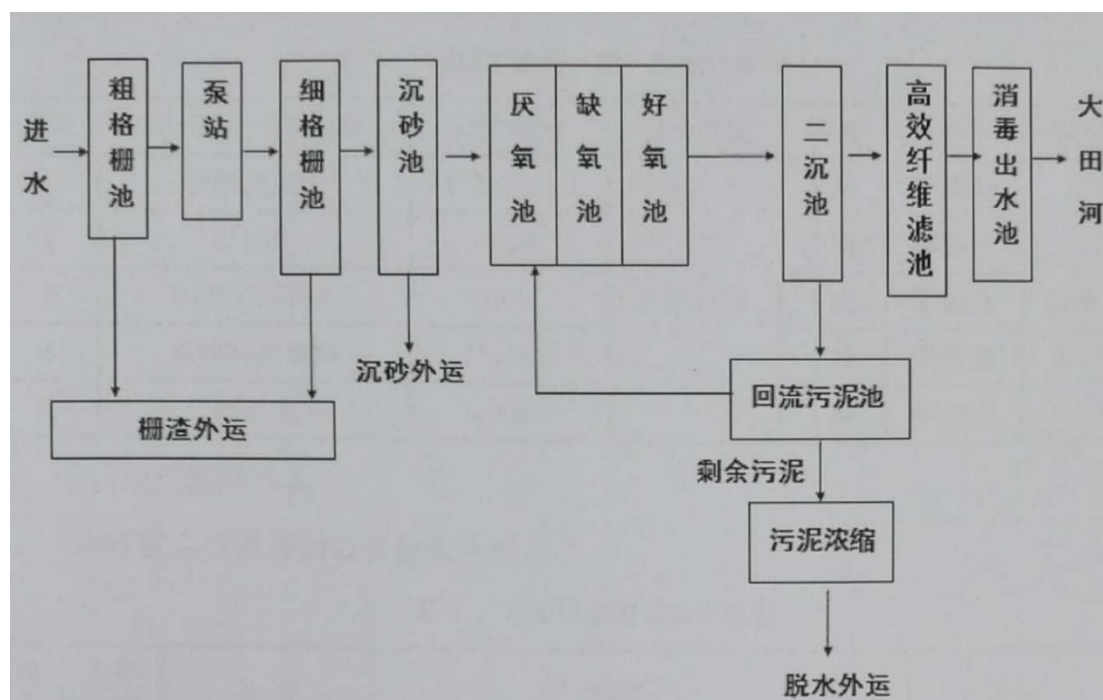 进水
粗格栅池
泵站
细格栅池
沉砂池
厌氧池
缺氧池
好氧池
二沉池
高效纤维滤池
消毒出水池
大田河
沉砂外运
栅渣外运
回流污泥池
剩余污泥
污泥浓缩
脱水外运